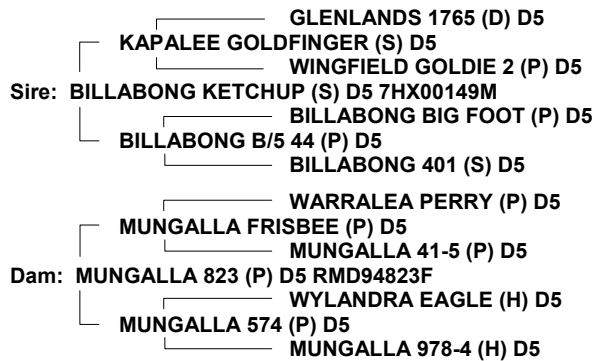 GLENLANDS 1765 (D) D5
KAPALEE GOLDFINGER (S) D5
WINGFIELD GOLDIE 2 (P) D5
Sire: BILLABONG KETCHUP (S) D5 7HX00149M
BILLABONG BIG FOOT (P) D5
BILLABONG B/5 44 (P) D5
BILLABONG 401 (S) D5
WARRALEA PERRY (P) D5
MUNGALLA FRISBEE (P) D5
MUNGALLA 41-5 (P) D5
Dam: MUNGALLA 823 (P) D5 RMD94823F
WYLANDRA EAGLE (H) D5
MUNGALLA 574 (P) D5
MUNGALLA 978-4 (H) D5